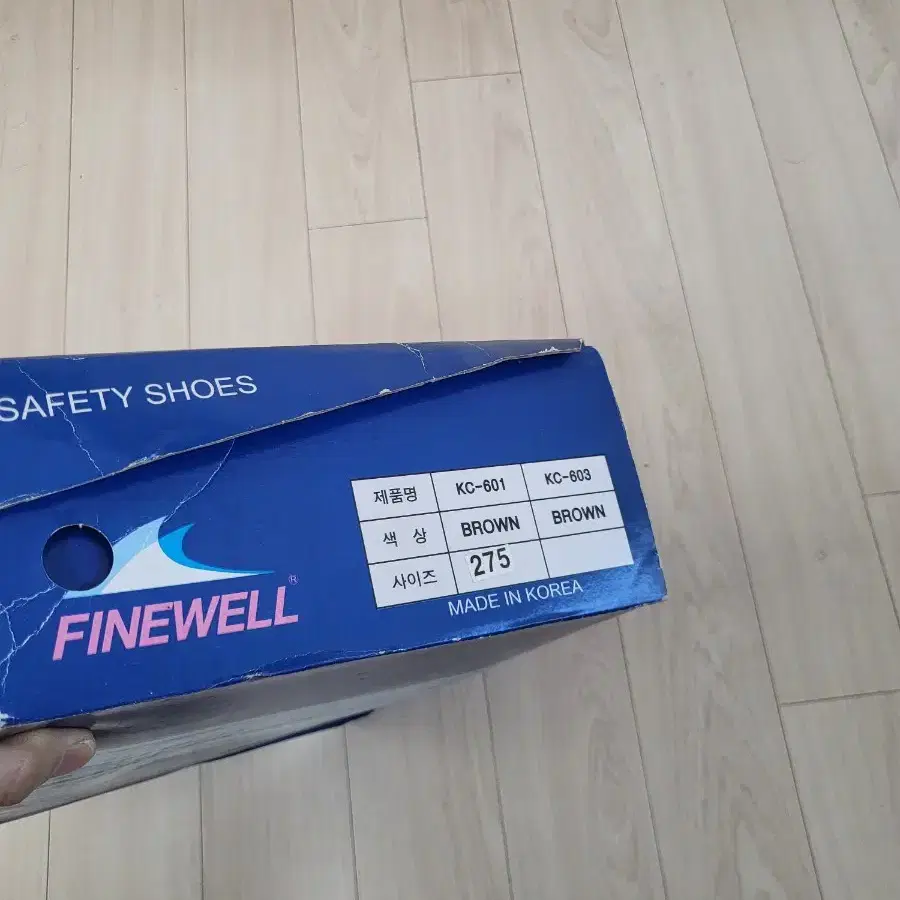 SAFETY SHOES
FINEWELL®
제품명 KC-601 KC-603
색 상 BROWN BROWN
사이즈 275
MADE IN KOREA